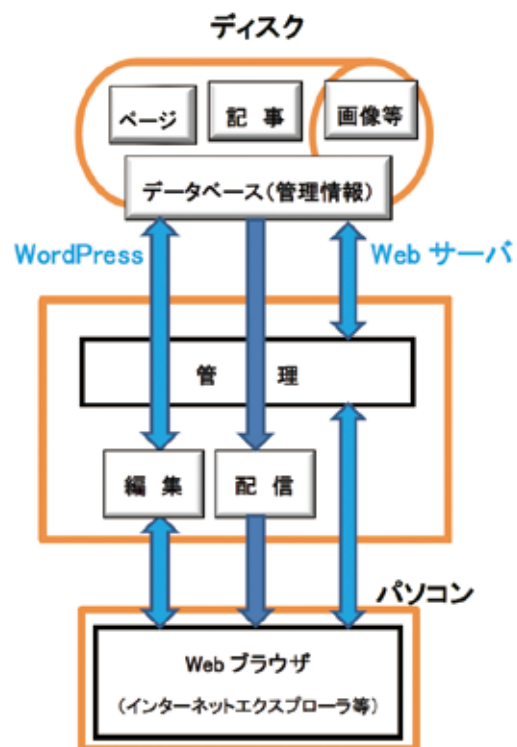 ディスク
ページ
記 事
画像等
データベース(管理情報)
WordPress
Web サーバ
管 理
編 集
配 信
パソコン
Web ブラウザ
(インターネットエクスプローラ等)